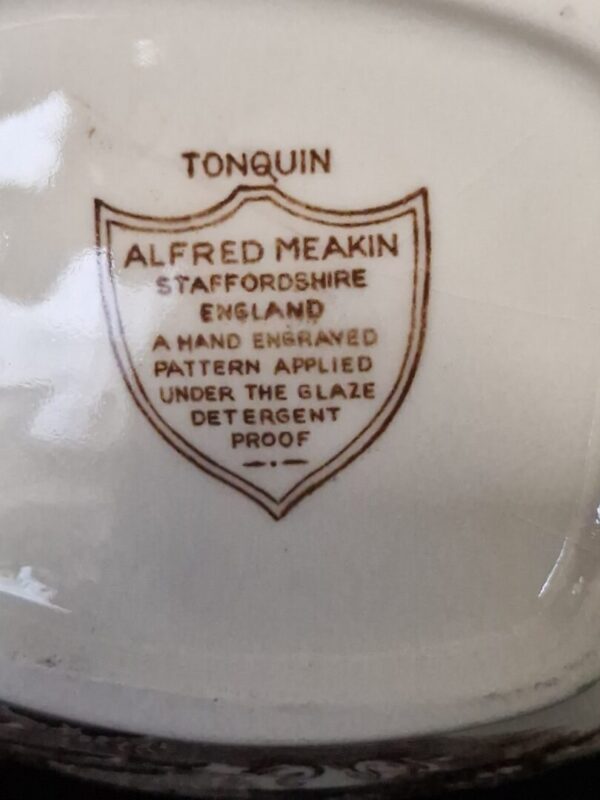 TONQUIN
ALFRED MEAKIN
STAFFORDSHIRE
ENGLAND
A HAND ENGRAVED
PATTERN APPLIED
UNDER THE GLAZE
DETERGENT
PROOF